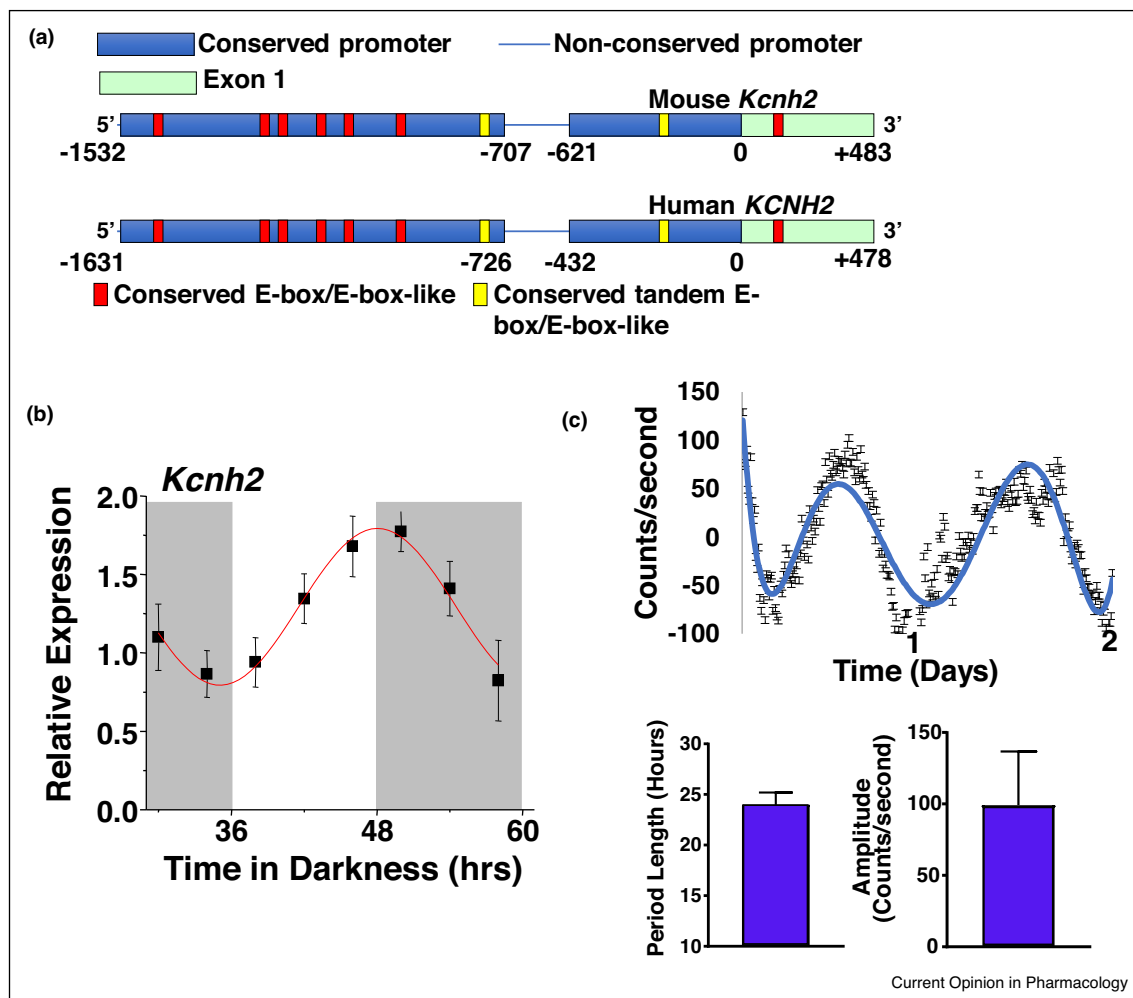 (a)
Conserved promoter
Non-conserved promoter
Exon 1
Mouse Kcnh2
5’
3’
-1532
-707
-621
0
+483
Human KCNH2
5’
3’
-1631
-726
-432
0
+478
Conserved E-box/E-box-like
Conserved tandem E-
box/E-box-like
(b)
Kcnh2
Relative Expression
2.0
1.5
1.0
0.5
0.0
36
48
60
Time in Darkness (hrs)
(c)
Counts/second
150
100
50
0
-50
-100
1
2
Time (Days)
Period Length (Hours)
30
25
20
15
10
Amplitude
(Counts/second)
150
100
50
0
Current Opinion in Pharmacology